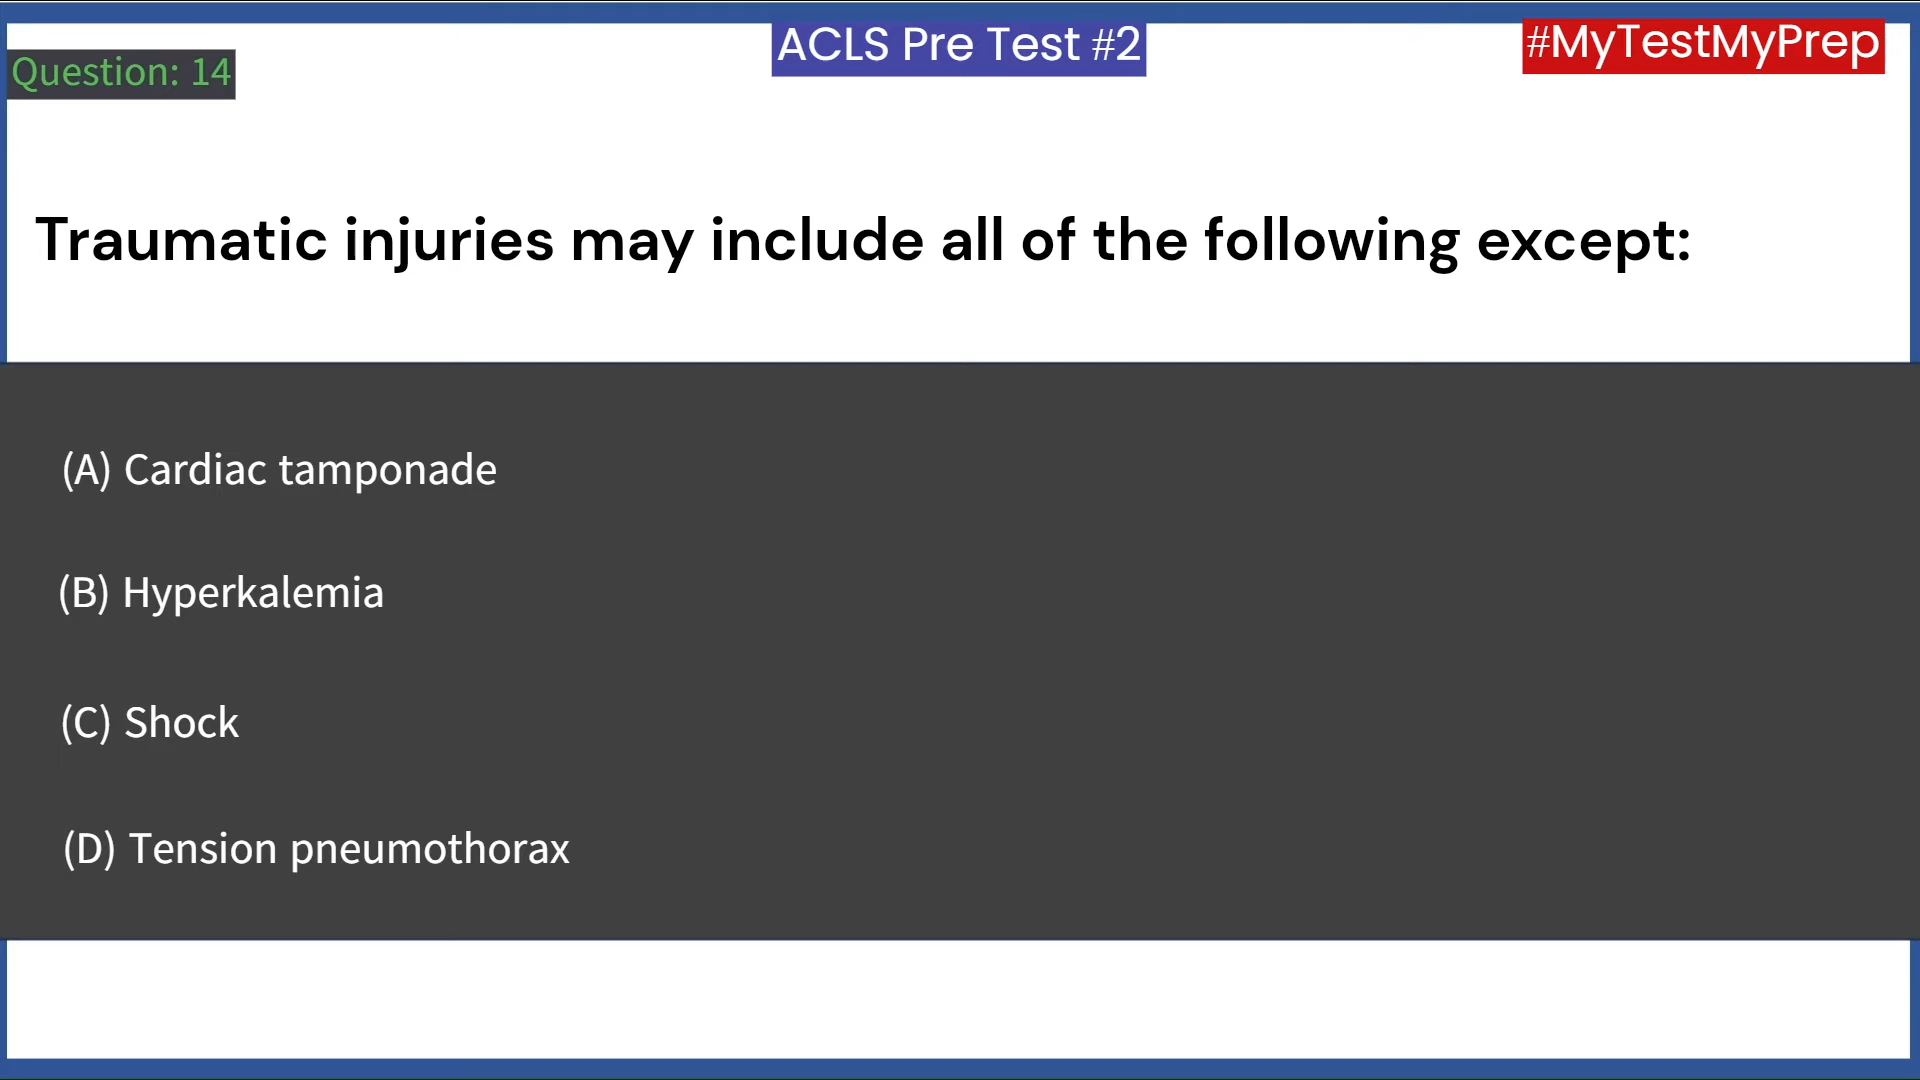 ACLS Pre Test #2
#MyTestMyPrep
Question: 14
Traumatic injuries may include all of the following except:
(A) Cardiac tamponade
(B) Hyperkalemia
(C) Shock
(D) Tension pneumothorax